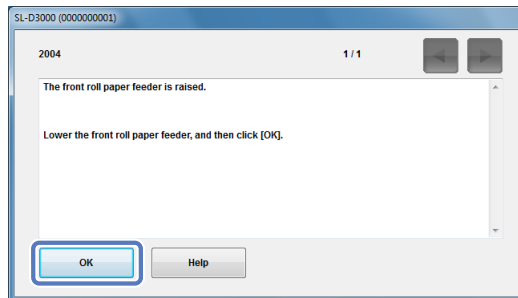 SL-D3000 (0000000001)
2004 1 / 1
The front roll paper feeder is raised.
Lower the front roll paper feeder, and then click [OK].
OK Help